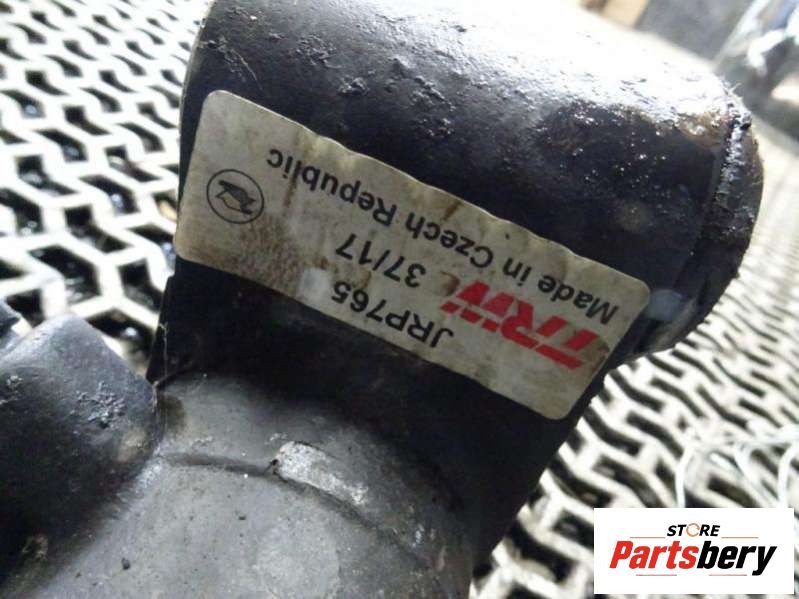 JRP765
TRW 37/17
Made in Czech Republic
STORE
Partsbery